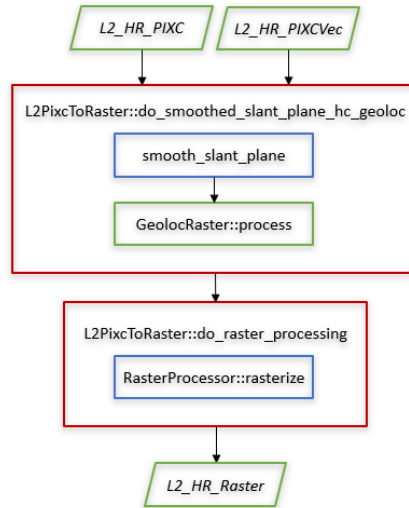 L2_HR_PIXC
L2_HR_PIXCVec
L2PixcToRaster::do_smoothed_slant_plane_hc_geoloc
smooth_slant_plane
GeolocRaster::process
L2PixcToRaster::do_raster_processing
RasterProcessor::rasterize
L2_HR_Raster